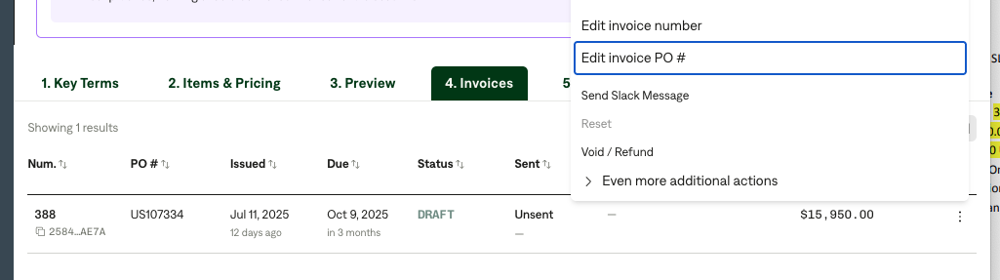 Edit invoice number
Edit invoice PO #
1. Key Terms 2. Items & Pricing 3. Preview 4. Invoices 5
Send Slack Message
Showing 1 results
Reset
Void / Refund
Num. PO # Issued Due Status Sent
Even more additional actions
388 US107334 Jul 11, 2025 Oct 9, 2025 DRAFT Unsent — $15,950.00
2584…AE7A 12 days ago in 3 months —